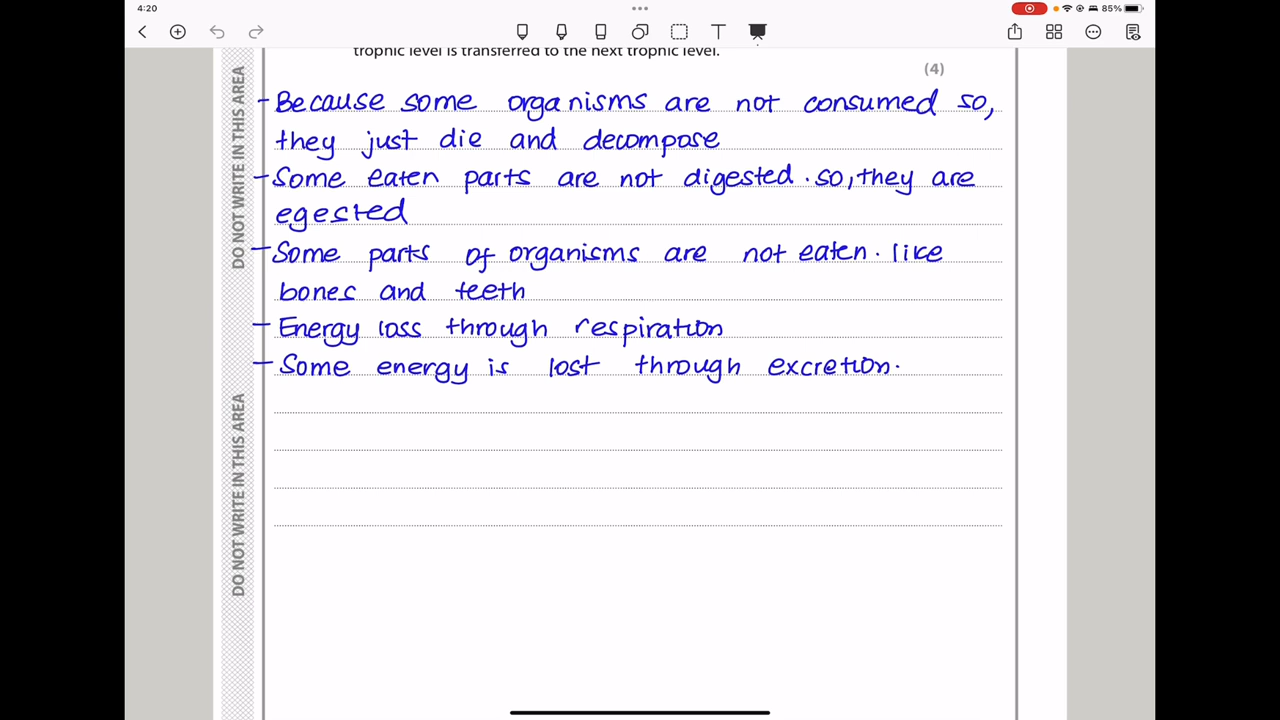 4:20
85%
trophic level is transferred to the next trophic level.
(4)
- Because some organisms are not consumed so,
they just die and decompose
- Some eaten parts are not digested. so, they are
egested
- Some parts of organisms are not eaten. like
bones and teeth
- Energy loss through respiration
- Some energy is lost through excretion.
DO NOT WRITE IN THIS AREA
DO NOT WRITE IN THIS AREA